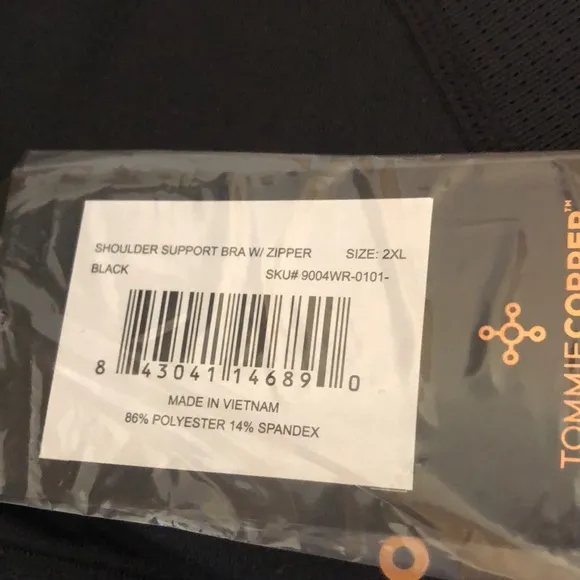 SHOULDER SUPPORT BRA W/ ZIPPER SIZE: 2XL
BLACK SKU# 9004WR-0101-
8 43041 14689 0
MADE IN VIETNAM
86% POLYESTER 14% SPANDEX
TOMMIE COPPER™